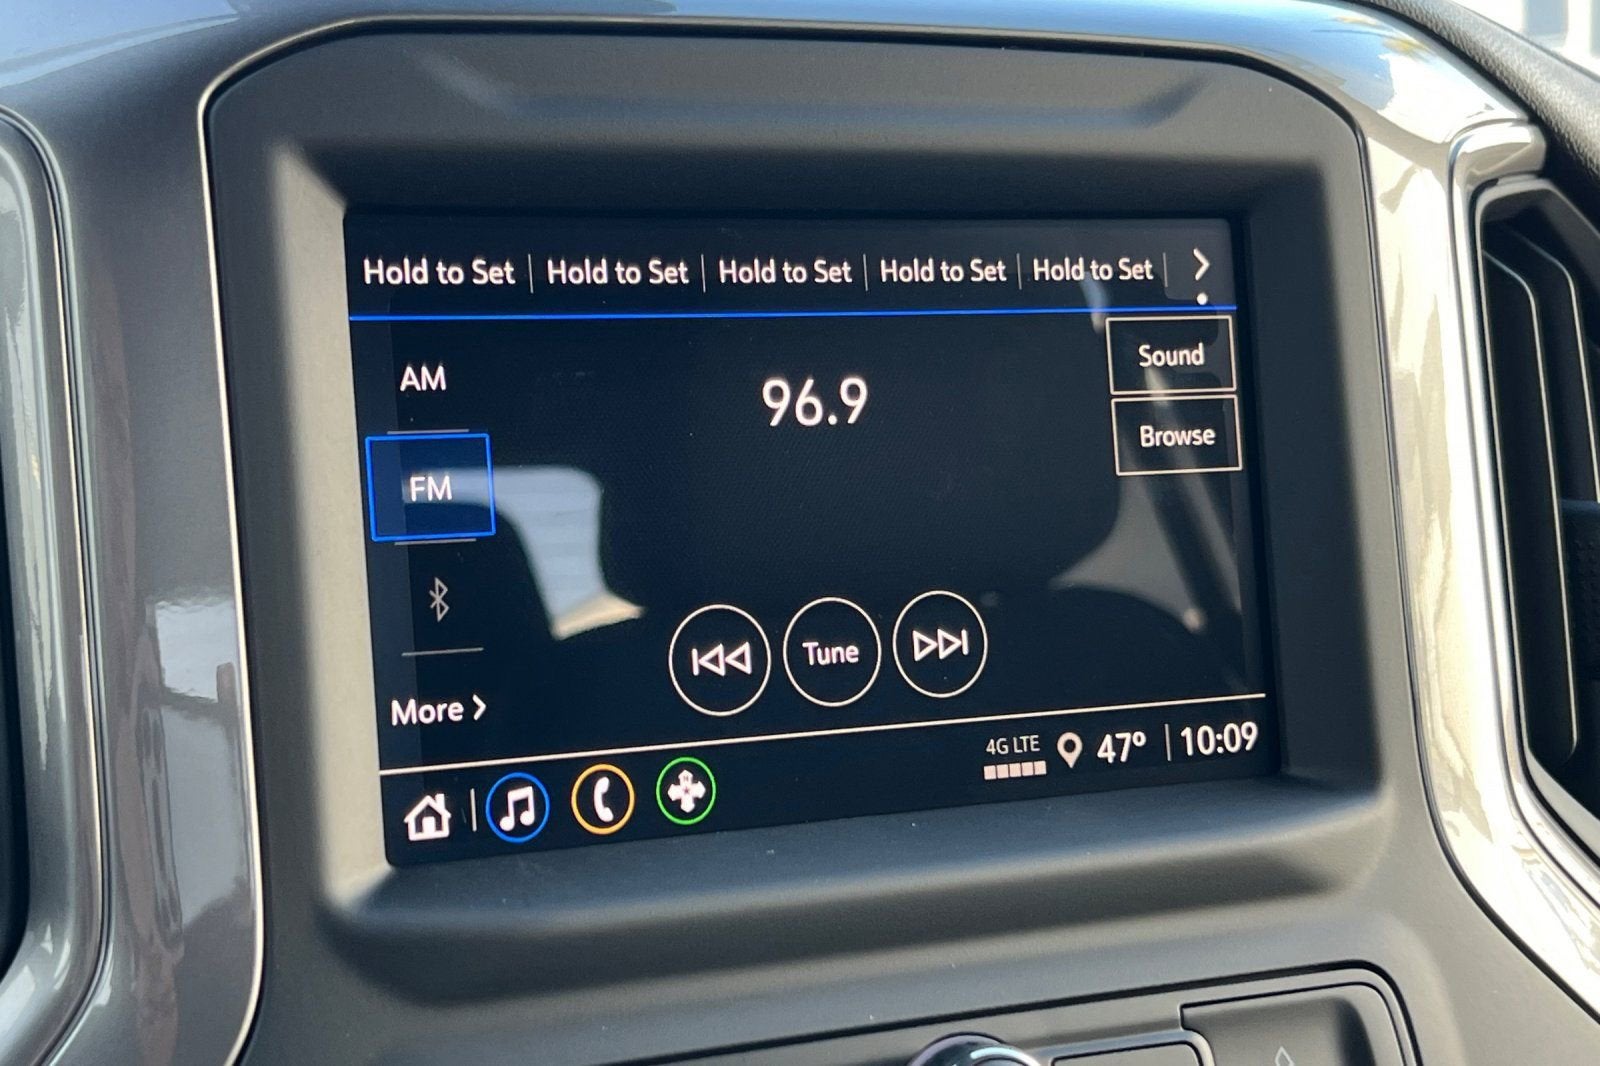 Hold to Set | Hold to Set | Hold to Set | Hold to Set | Hold to Set |
Sound
AM
96.9
Browse
FM
Tune
More
4G LTE 47° | 10:09